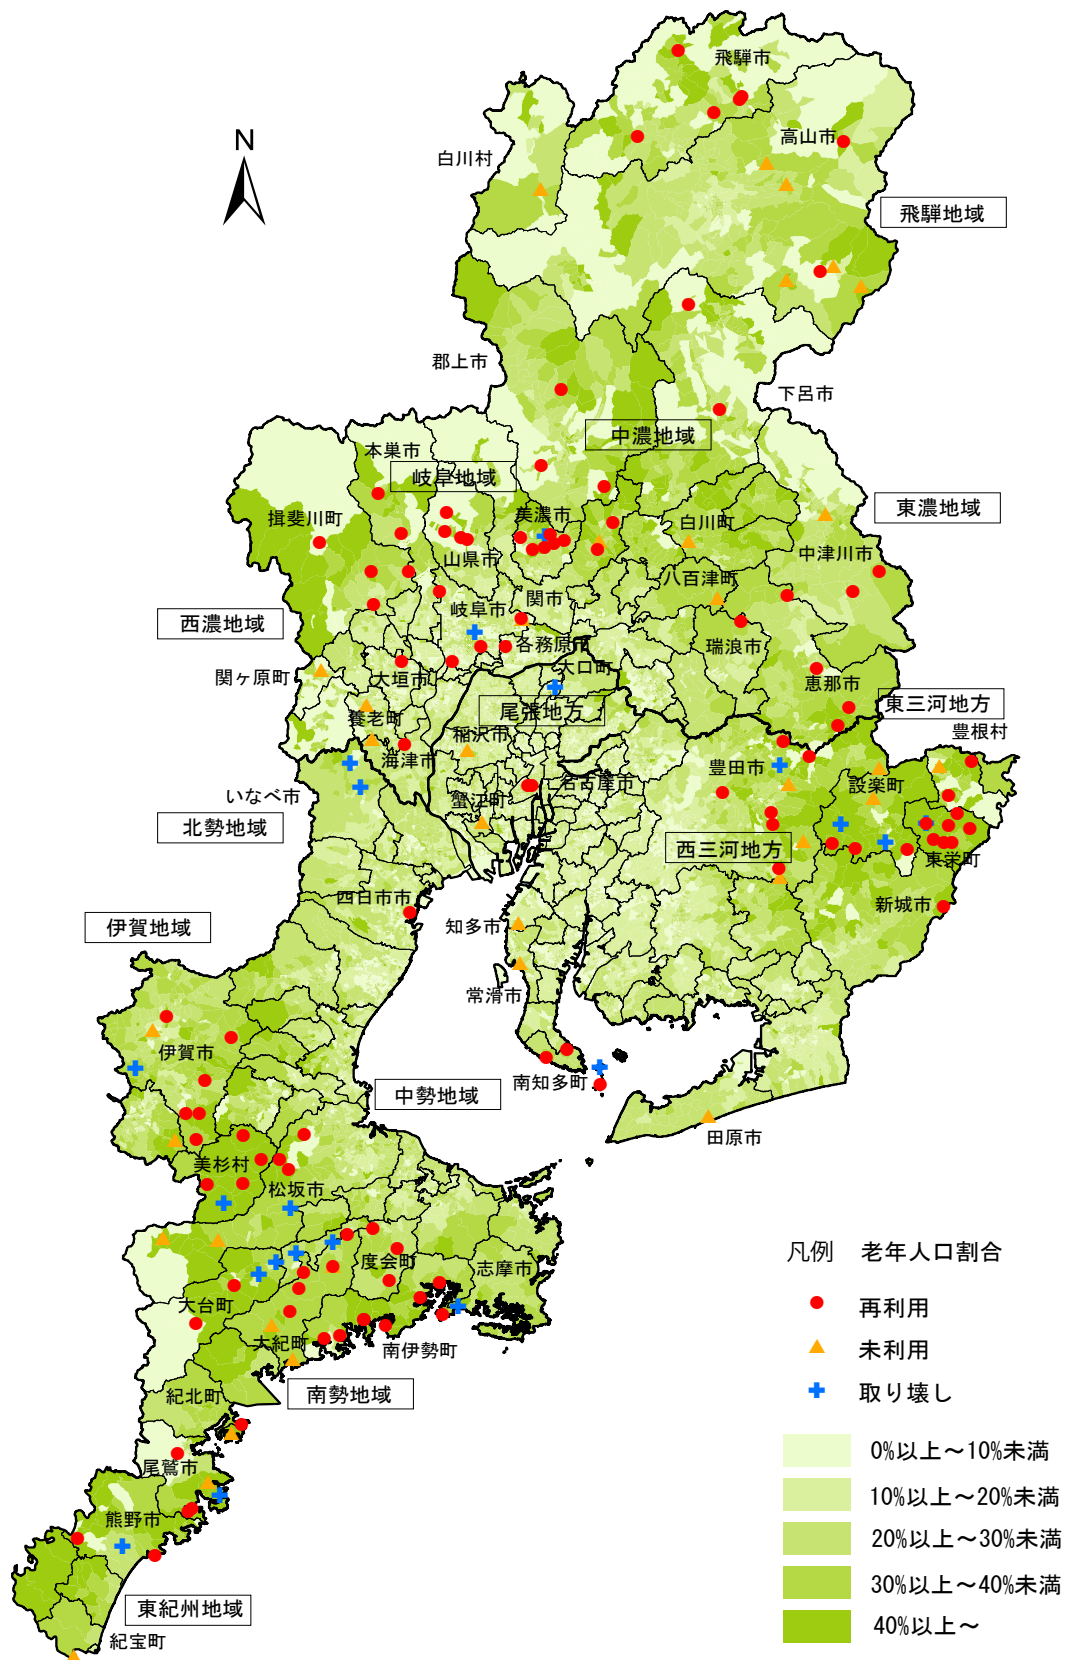 飛騨市
N
高山市
白川村
飛騨地域
郡上市
下呂市
中濃地域
本巣市
岐阜地域
東濃地域
揖斐川町
美濃市
白川町
中津川市
山県市
八百津町
岐阜市
関市
西濃地域
各務原市
瑞浪市
関ヶ原町
大垣市
大口町
恵那市
東三河地方
養老町
尾張地方
豊根村
稲沢市
海津市
豊田市
名古屋市
設楽町
いなべ市
蟹江町
北勢地域
西三河地方
東栄町
四日市市
新城市
伊賀地域
知多市
常滑市
伊賀市
南知多町
中勢地域
田原市
美杉村
松坂市
凡例 老年人口割合
度会町
志摩市
大台町
再利用
大紀町
南伊勢町
未利用
紀北町
南勢地域
取り壊し
0%以上～10%未満
尾鷲市
10%以上～20%未満
熊野市
20%以上～30%未満
30%以上～40%未満
東紀州地域
40%以上～
紀宝町